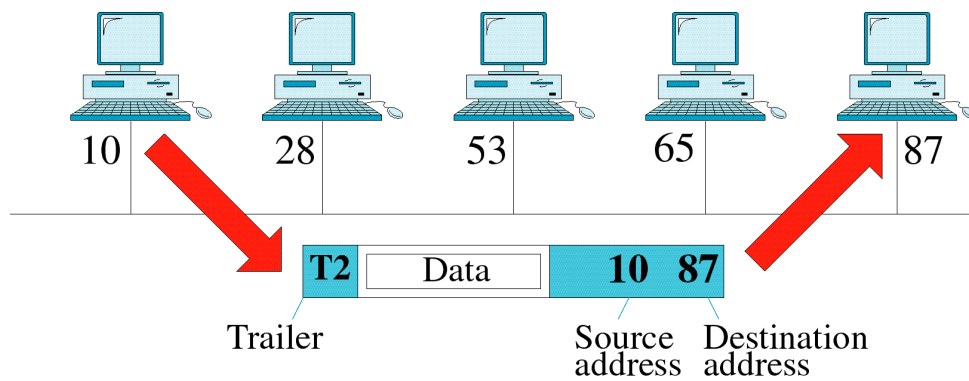 10 28 53 65 87
T2 Data 10 87
Trailer
Source address
Destination address